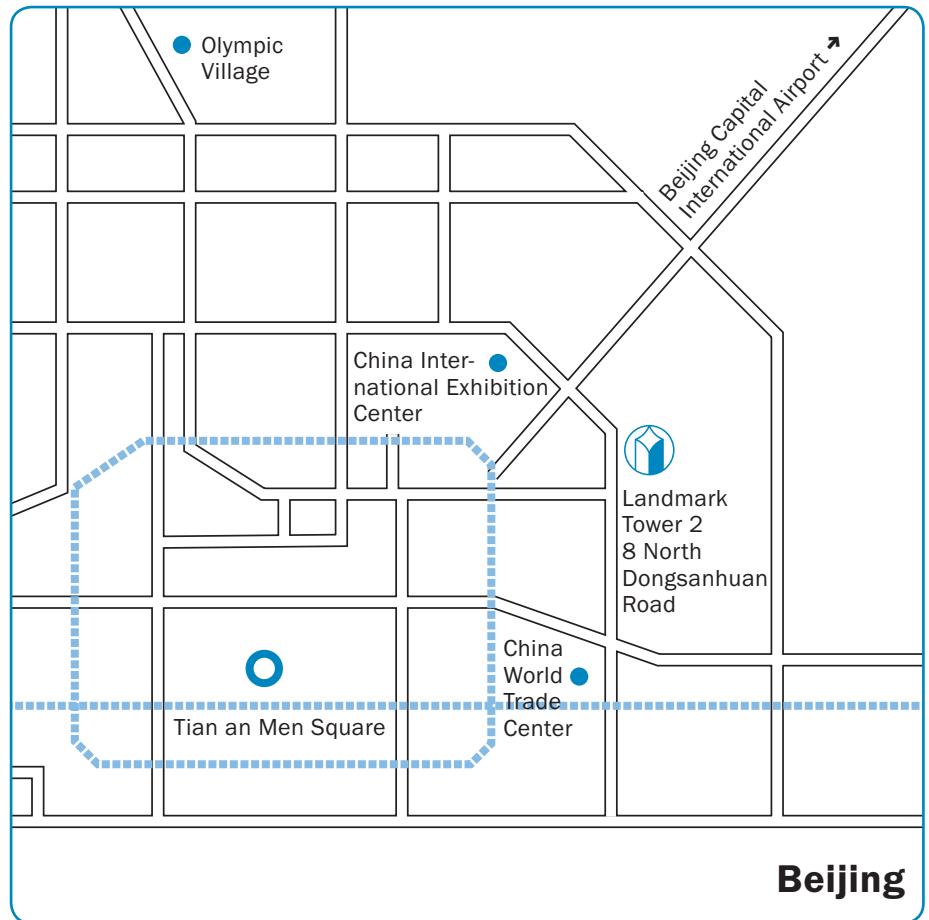 Olympic
Village
Beijing Capital
International Airport
China Inter-
national Exhibition
Center
Landmark
Tower 2
8 North
Dongsanhuan
Road
China
World
Trade
Center
Tian an Men Square
Beijing